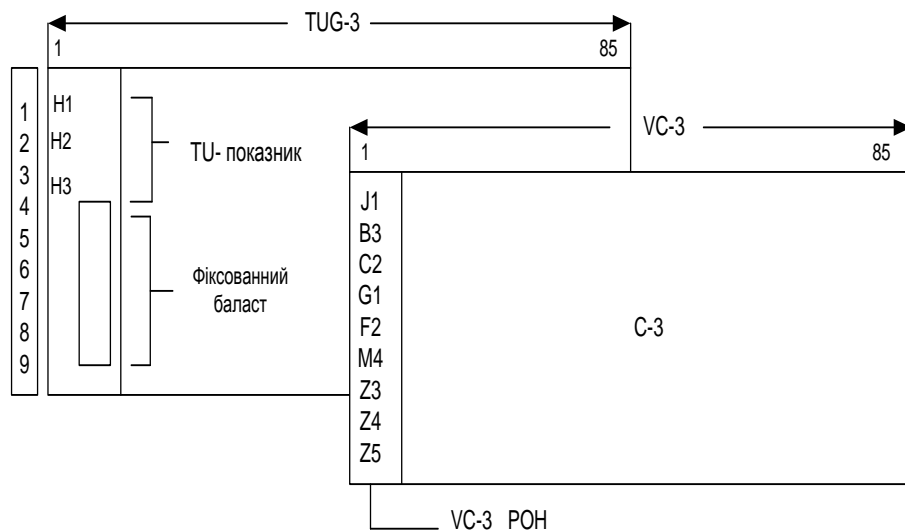 TUG-3
1 85
H1
H2
H3
TU- показник
Фіксованний
баласт
1
2
3
4
5
6
7
8
9
VC-3
1 85
J1
B3
C2
G1
F2
M4
Z3
Z4
Z5
C-3
VC-3 POH